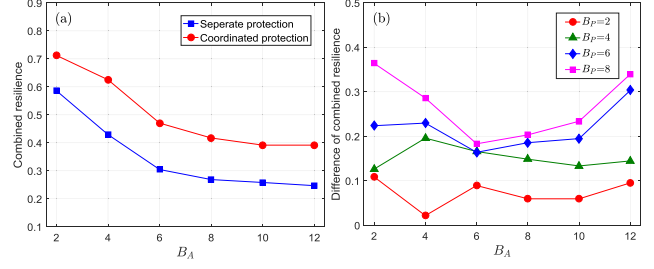 (a)
Seperate protection
Coordinated protection
Combined resilience
0.9
0.8
0.7
0.6
0.5
0.4
0.3
0.2
0.1
2 4 6 8 10 12
B_A
(b)
B_P=2
B_P=4
B_P=6
B_P=8
Difference of combined resilience
0.5
0.4
0.3
0.2
0.1
0
2 4 6 8 10 12
B_A